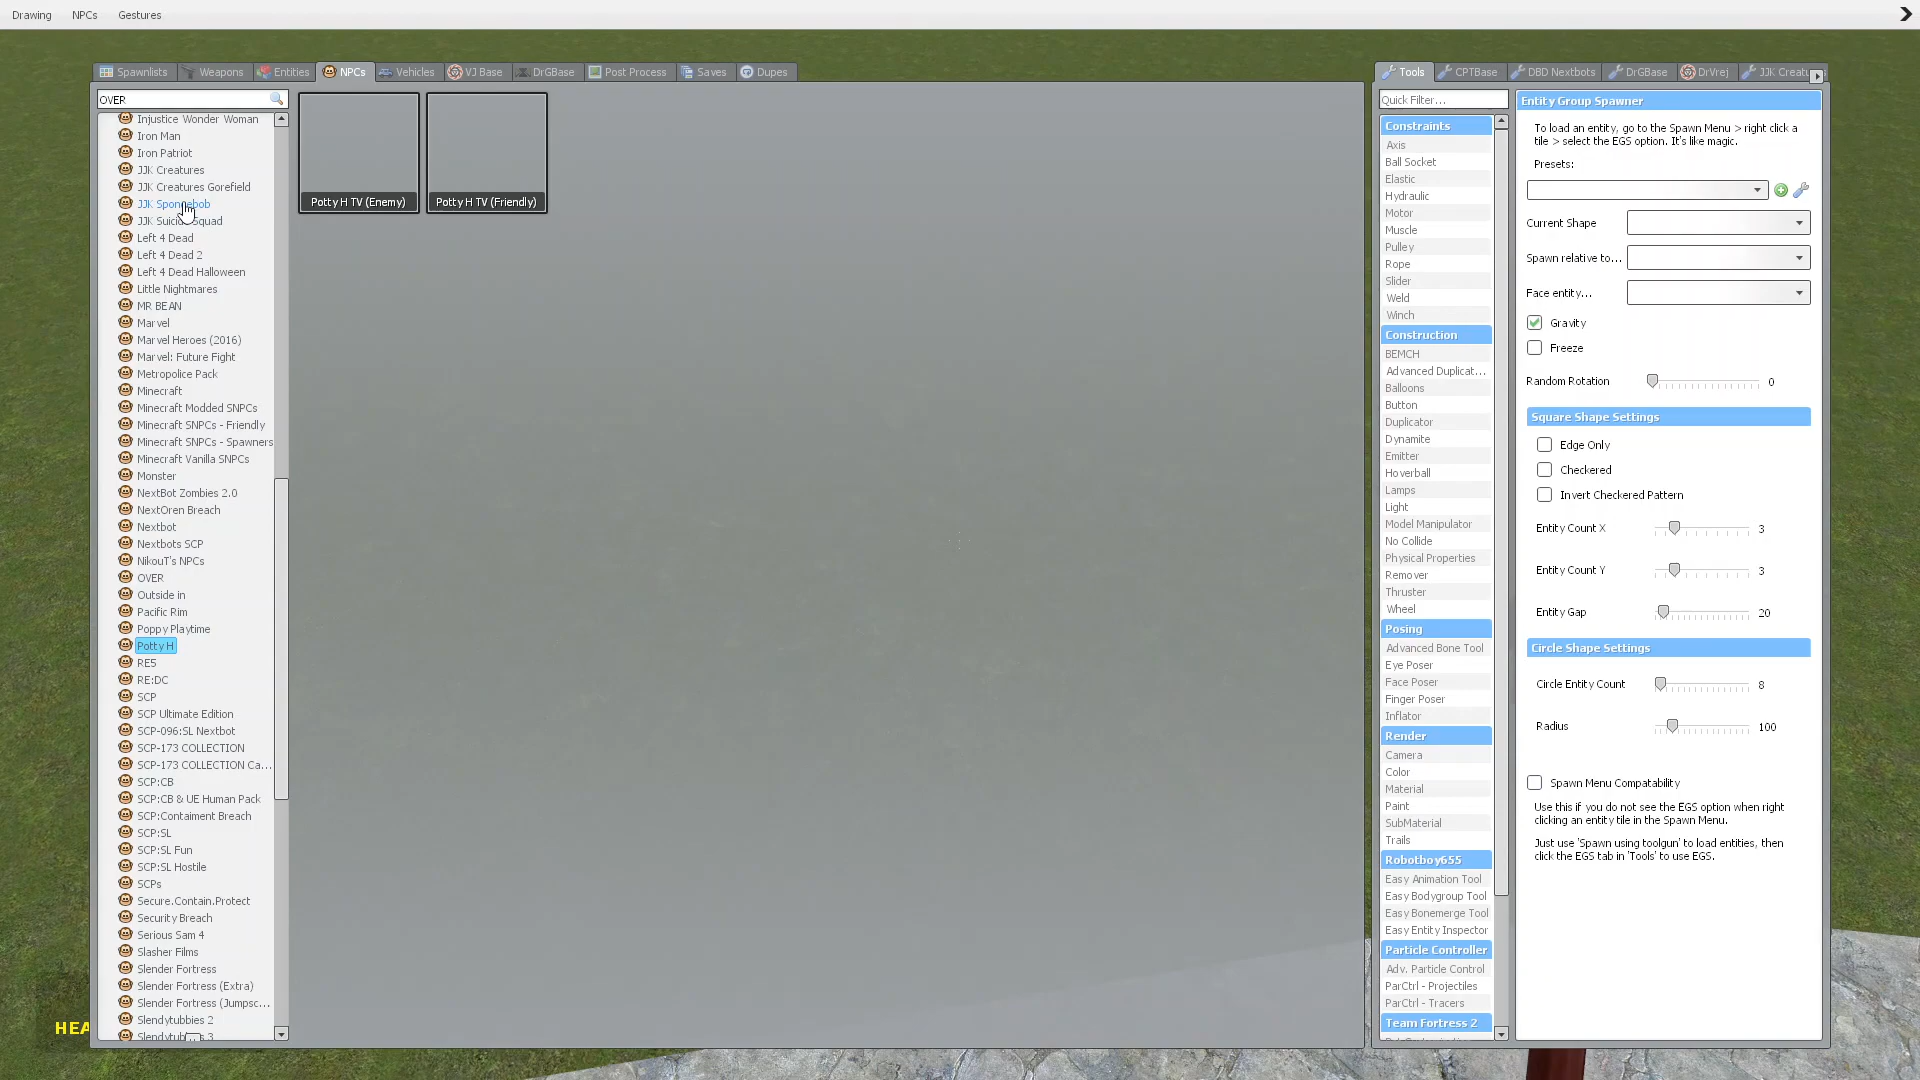 Drawing NPCs Gestures
Spawnlists Weapons Entities NPCs Vehicles VJ Base DrGBase Post Process Saves Dupes
OVER
Injustice Wonder Woman
Iron Man
Iron Patriot
JJK Creatures
JJK Creatures Gorefield
JJK Spongebob
JJK Suicide Squad
Left 4 Dead
Left 4 Dead 2
Left 4 Dead Halloween
Little Nightmares
MR BEAN
Marvel
Marvel Heroes (2016)
Marvel: Future Fight
Metropolice Pack
Minecraft
Minecraft Modded SNPCs
Minecraft SNPCs - Friendly
Minecraft SNPCs - Spawners
Minecraft Vanilla SNPCs
Monster
NextBot Zombies 2.0
NextOren Breach
Nextbot
Nextbots SCP
NikouT's NPCs
OVER
Outside in
Pacific Rim
Poppy Playtime
Potty H
RE5
RE:DC
SCP
SCP Ultimate Edition
SCP-096:SL Nextbot
SCP-173 COLLECTION
SCP-173 COLLECTION Ca...
SCP:CB
SCP:CB & UE Human Pack
SCP:Contaiment Breach
SCP:SL
SCP:SL Fun
SCP:SL Hostile
SCPs
Secure.Contain.Protect
Security Breach
Serious Sam 4
Slasher Films
Slender Fortress
Slender Fortress (Extra)
Slender Fortress (Jumpsc...
Slendytubbies 2
HEA
Potty H TV (Enemy)
Potty H TV (Friendly)
Tools CPTBase DBD Nextbots DrGBase DrVrej JJK Creatu
Quick Filter...
Constraints
Axis
Ball Socket
Elastic
Hydraulic
Motor
Muscle
Pulley
Rope
Slider
Weld
Winch
Construction
BEMCH
Advanced Duplicat...
Balloons
Button
Duplicator
Dynamite
Emitter
Hoverball
Lamps
Light
Model Manipulator
No Collide
Physical Properties
Remover
Thruster
Wheel
Posing
Advanced Bone Tool
Eye Poser
Face Poser
Finger Poser
Inflator
Render
Camera
Color
Material
Paint
SubMaterial
Trails
Robotboy655
Easy Animation Tool
Easy Bodygroup Tool
Easy Bonemerge Tool
Easy Entity Inspector
Particle Controller
Adv. Particle Control
ParCtrl - Projectiles
ParCtrl - Tracers
Team Fortress 2
Entity Group Spawner
To load an entity, go to the Spawn Menu > right click a
tile > select the EGS option. It's like magic.
Presets:
Current Shape
Spawn relative to...
Face entity...
Gravity
Freeze
Random Rotation 0
Square Shape Settings
Edge Only
Checkered
Invert Checkered Pattern
Entity Count X 3
Entity Count Y 3
Entity Gap 20
Circle Shape Settings
Circle Entity Count 8
Radius 100
Spawn Menu Compatability
Use this if you do not see the EGS option when right
clicking an entity tile in the Spawn Menu.
Just use 'Spawn using toolgun' to load entities, then
click the EGS tab in 'Tools' to use EGS.